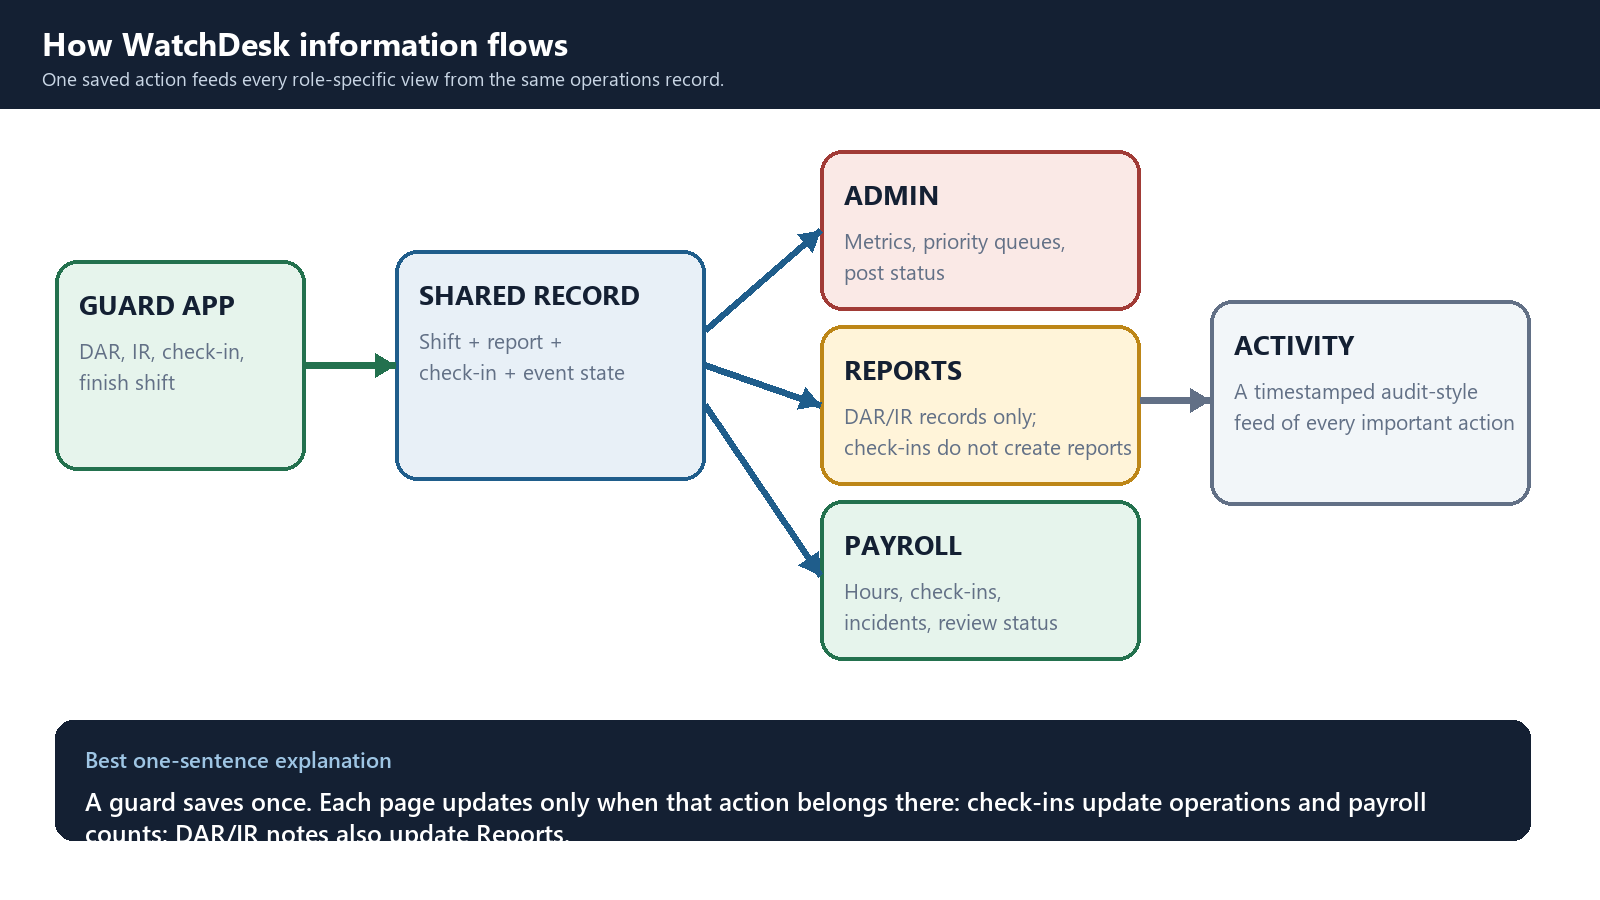 How WatchDesk information flows
One saved action feeds every role-specific view from the same operations record.
GUARD APP
DAR, IR, check-in,
finish shift
SHARED RECORD
Shift + report +
check-in + event state
ADMIN
Metrics, priority queues,
post status
REPORTS
DAR/IR records only;
check-ins do not create reports
PAYROLL
Hours, check-ins,
incidents, review status
ACTIVITY
A timestamped audit-style
feed of every important action
Best one-sentence explanation
A guard saves once. Each page updates only when that action belongs there: check-ins update operations and payroll
counts; DAR/IR notes also update Reports.